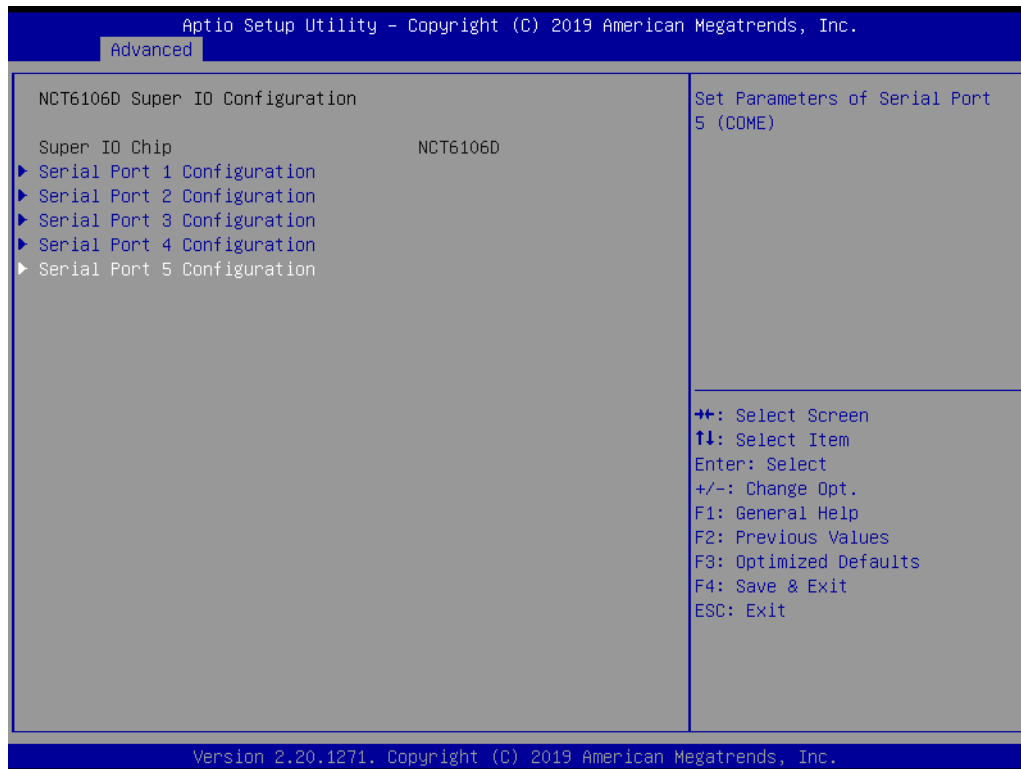 Aptio Setup Utility – Copyright (C) 2019 American Megatrends, Inc.
Advanced
NCT6106D Super IO Configuration
Super IO Chip NCT6106D
▶ Serial Port 1 Configuration
▶ Serial Port 2 Configuration
▶ Serial Port 3 Configuration
▶ Serial Port 4 Configuration
▶ Serial Port 5 Configuration
Set Parameters of Serial Port
5 (COME)
→←: Select Screen
↑↓: Select Item
Enter: Select
+/-: Change Opt.
F1: General Help
F2: Previous Values
F3: Optimized Defaults
F4: Save & Exit
ESC: Exit
Version 2.20.1271. Copyright (C) 2019 American Megatrends, Inc.